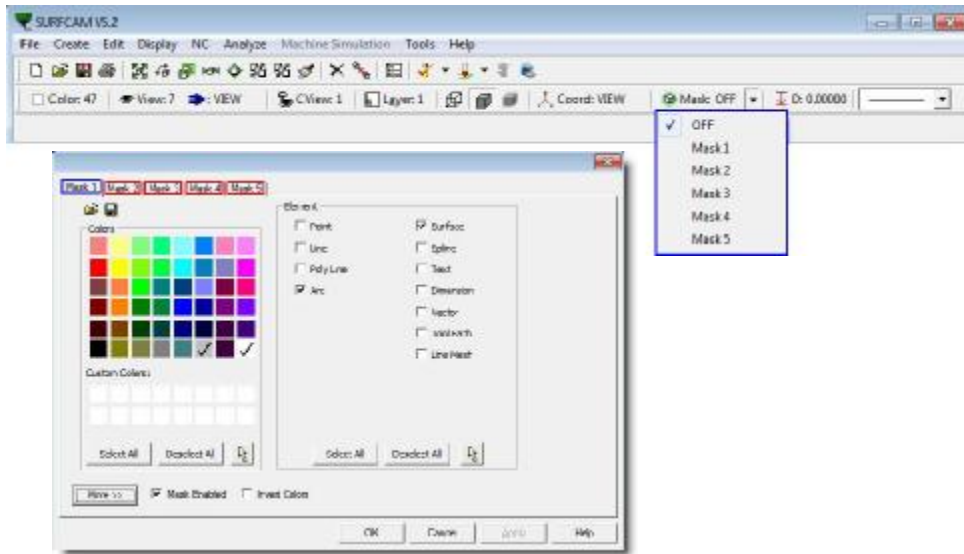 SURFCAM V5.2
File Create Edit Display NC Analyze Machine Simulation Tools Help
Color: 47 View: 7 : VIEW CView: 1 Layer: 1 Coord: VIEW Mask: OFF D: 0.00000
OFF
Mask 1
Mask 2
Mask 3
Mask 4
Mask 5
Mask 1 Mask 2 Mask 3 Mask 4 Mask 5
Colors
Element
Point Surface
Line Spline
Poly Line Text
Arc Dimension
Vector
Toolpath
Line Mesh
Custom Colors:
Select All Deselect All Select All Deselect All
More >> Mask Enabled Invert Colors
OK Cancel Apply Help